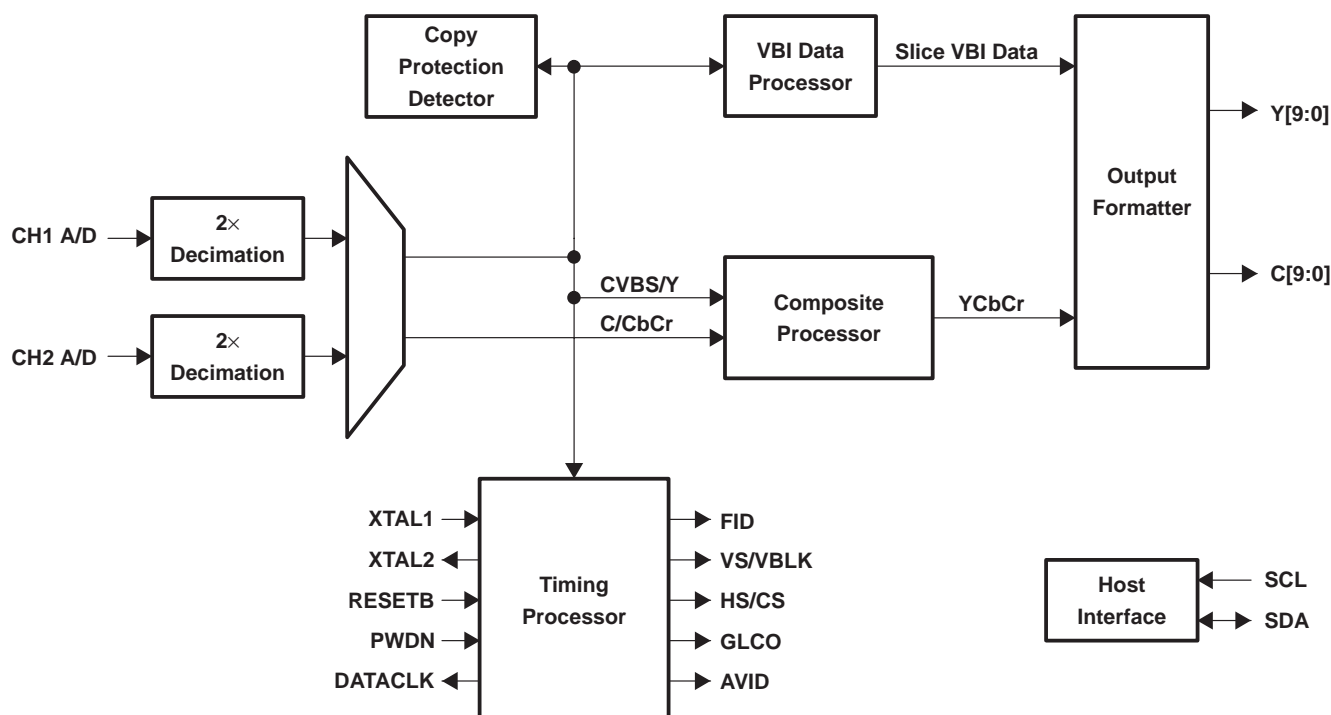 Copy
Protection
Detector
VBI Data
Processor
Slice VBI Data
Y[9:0]
Output
Formatter
C[9:0]
CH1 A/D
2×
Decimation
CH2 A/D
2×
Decimation
CVBS/Y
C/CbCr
Composite
Processor
YCbCr
XTAL1
XTAL2
RESETB
PWDN
DATACLK
Timing
Processor
FID
VS/VBLK
HS/CS
GLCO
AVID
Host
Interface
SCL
SDA